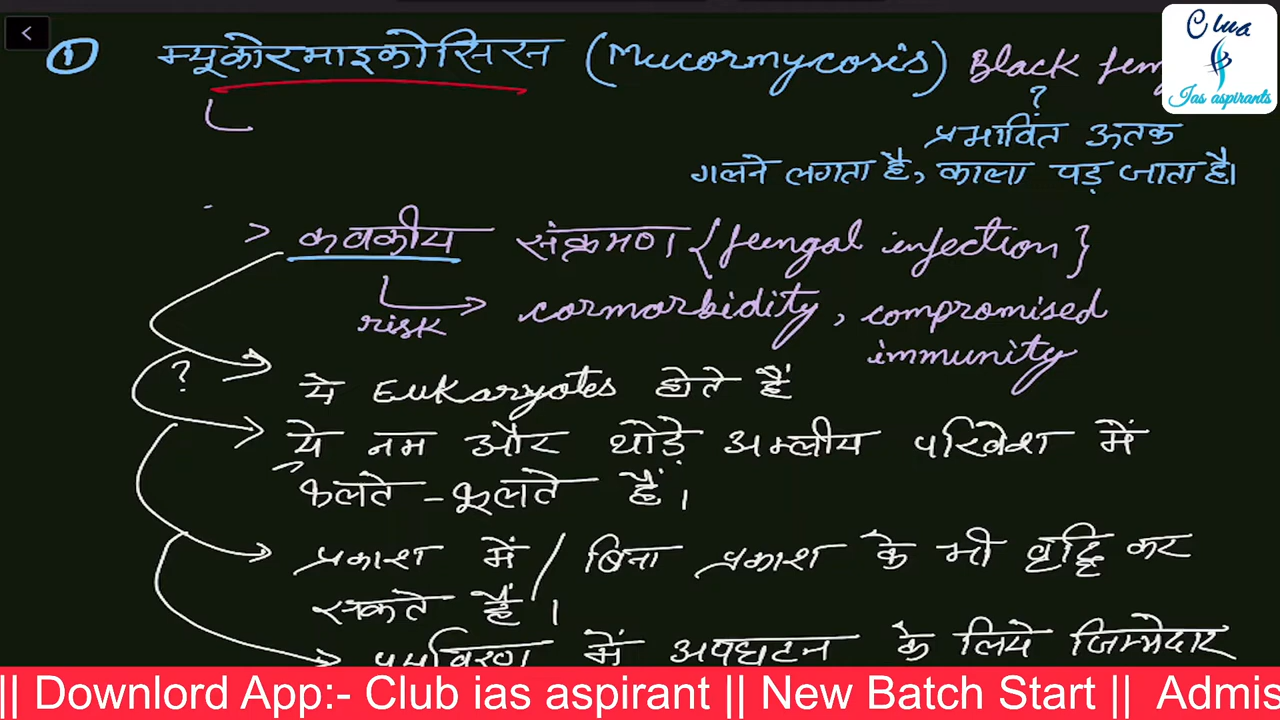 ① म्यूकोरमाइकोसिस (Mucormycosis) Black
?
प्रभावित ऊतक
गलने लगता है, काला पड़ जाता है।
कवकीय संक्रमण {fungal infection}
risk → cormorbidity, compromised
immunity
? ये Eukaryotes होते हैं
ये नम और थोड़े अम्लीय परिवेश में
फलते - फूलते हैं।
प्रकाश में / बिना प्रकाश के भी वृद्धि कर
सकते हैं।
पर्यावरण में अपघटन के लिये जिम्मेदार
Clua
Ias aspirants
|| Downlord App:- Club ias aspirant || New Batch Start || Admis